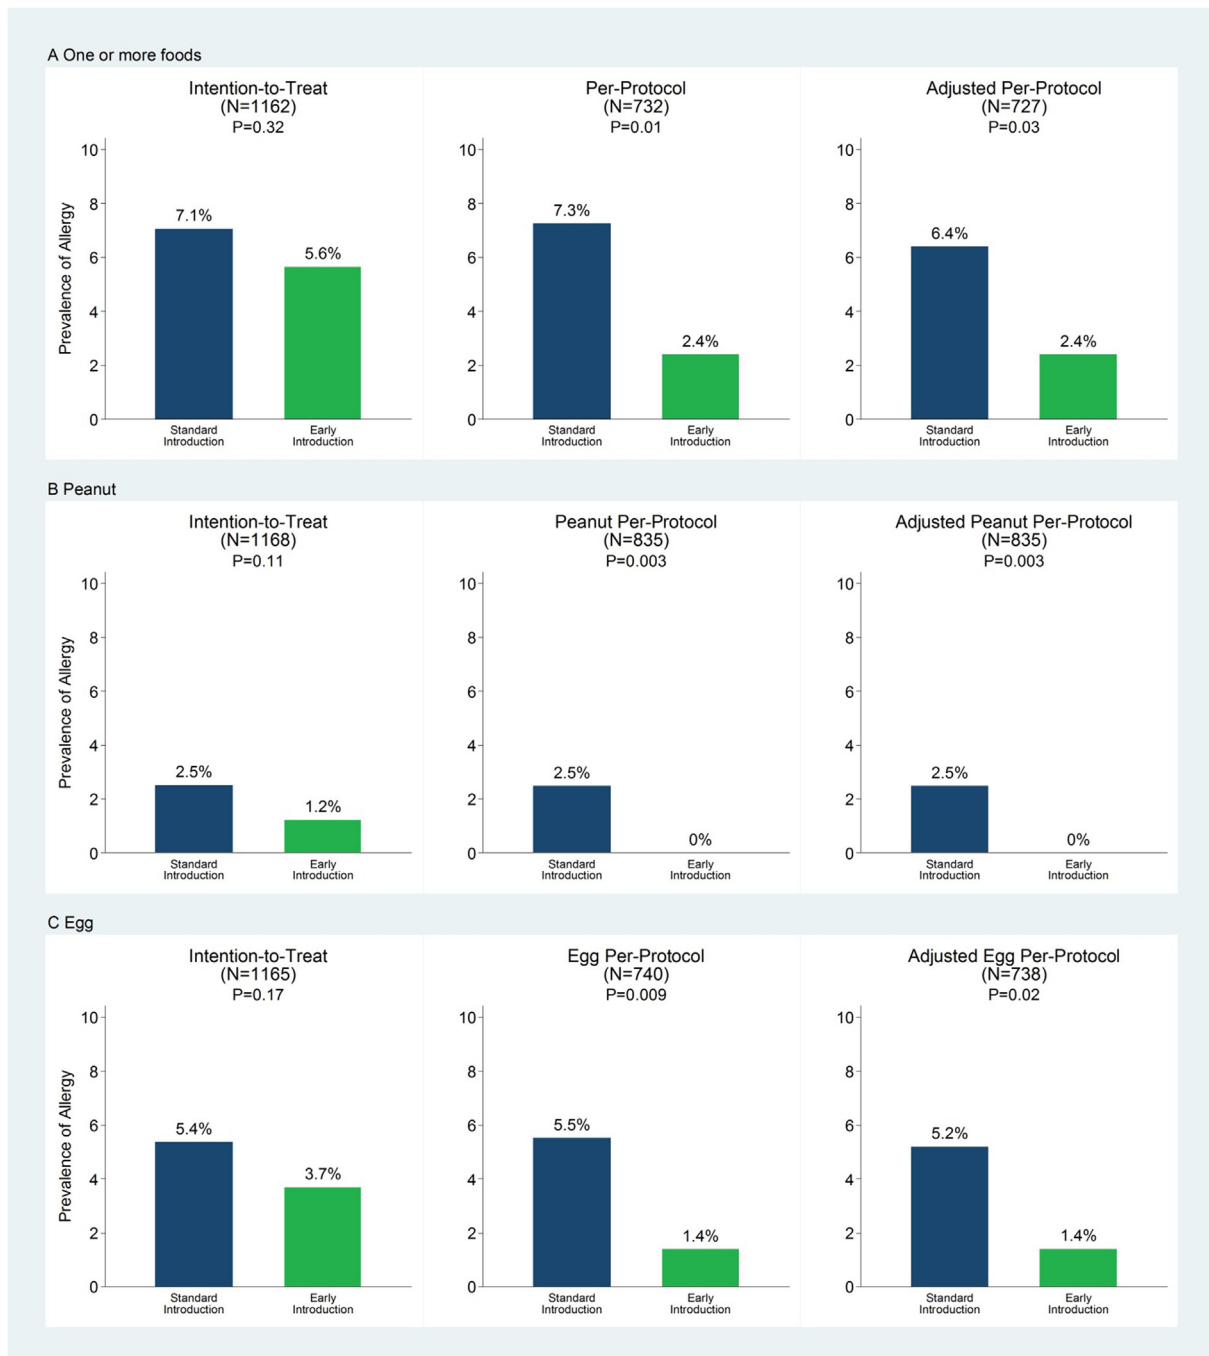 A One or more foods
Intention-to-Treat
(N=1162)
P=0.32
Prevalence of Allergy
10
8
6
4
2
0
7.1%
5.6%
Standard
Introduction
Early
Introduction
Per-Protocol
(N=732)
P=0.01
10
8
6
4
2
0
7.3%
2.4%
Standard
Introduction
Early
Introduction
Adjusted Per-Protocol
(N=727)
P=0.03
10
8
6
4
2
0
6.4%
2.4%
Standard
Introduction
Early
Introduction
B Peanut
Intention-to-Treat
(N=1168)
P=0.11
Prevalence of Allergy
10
8
6
4
2
0
2.5%
1.2%
Standard
Introduction
Early
Introduction
Peanut Per-Protocol
(N=835)
P=0.003
10
8
6
4
2
0
2.5%
0%
Standard
Introduction
Early
Introduction
Adjusted Peanut Per-Protocol
(N=835)
P=0.003
10
8
6
4
2
0
2.5%
0%
Standard
Introduction
Early
Introduction
C Egg
Intention-to-Treat
(N=1165)
P=0.17
Prevalence of Allergy
10
8
6
4
2
0
5.4%
3.7%
Standard
Introduction
Early
Introduction
Egg Per-Protocol
(N=740)
P=0.009
10
8
6
4
2
0
5.5%
1.4%
Standard
Introduction
Early
Introduction
Adjusted Egg Per-Protocol
(N=738)
P=0.02
10
8
6
4
2
0
5.2%
1.4%
Standard
Introduction
Early
Introduction